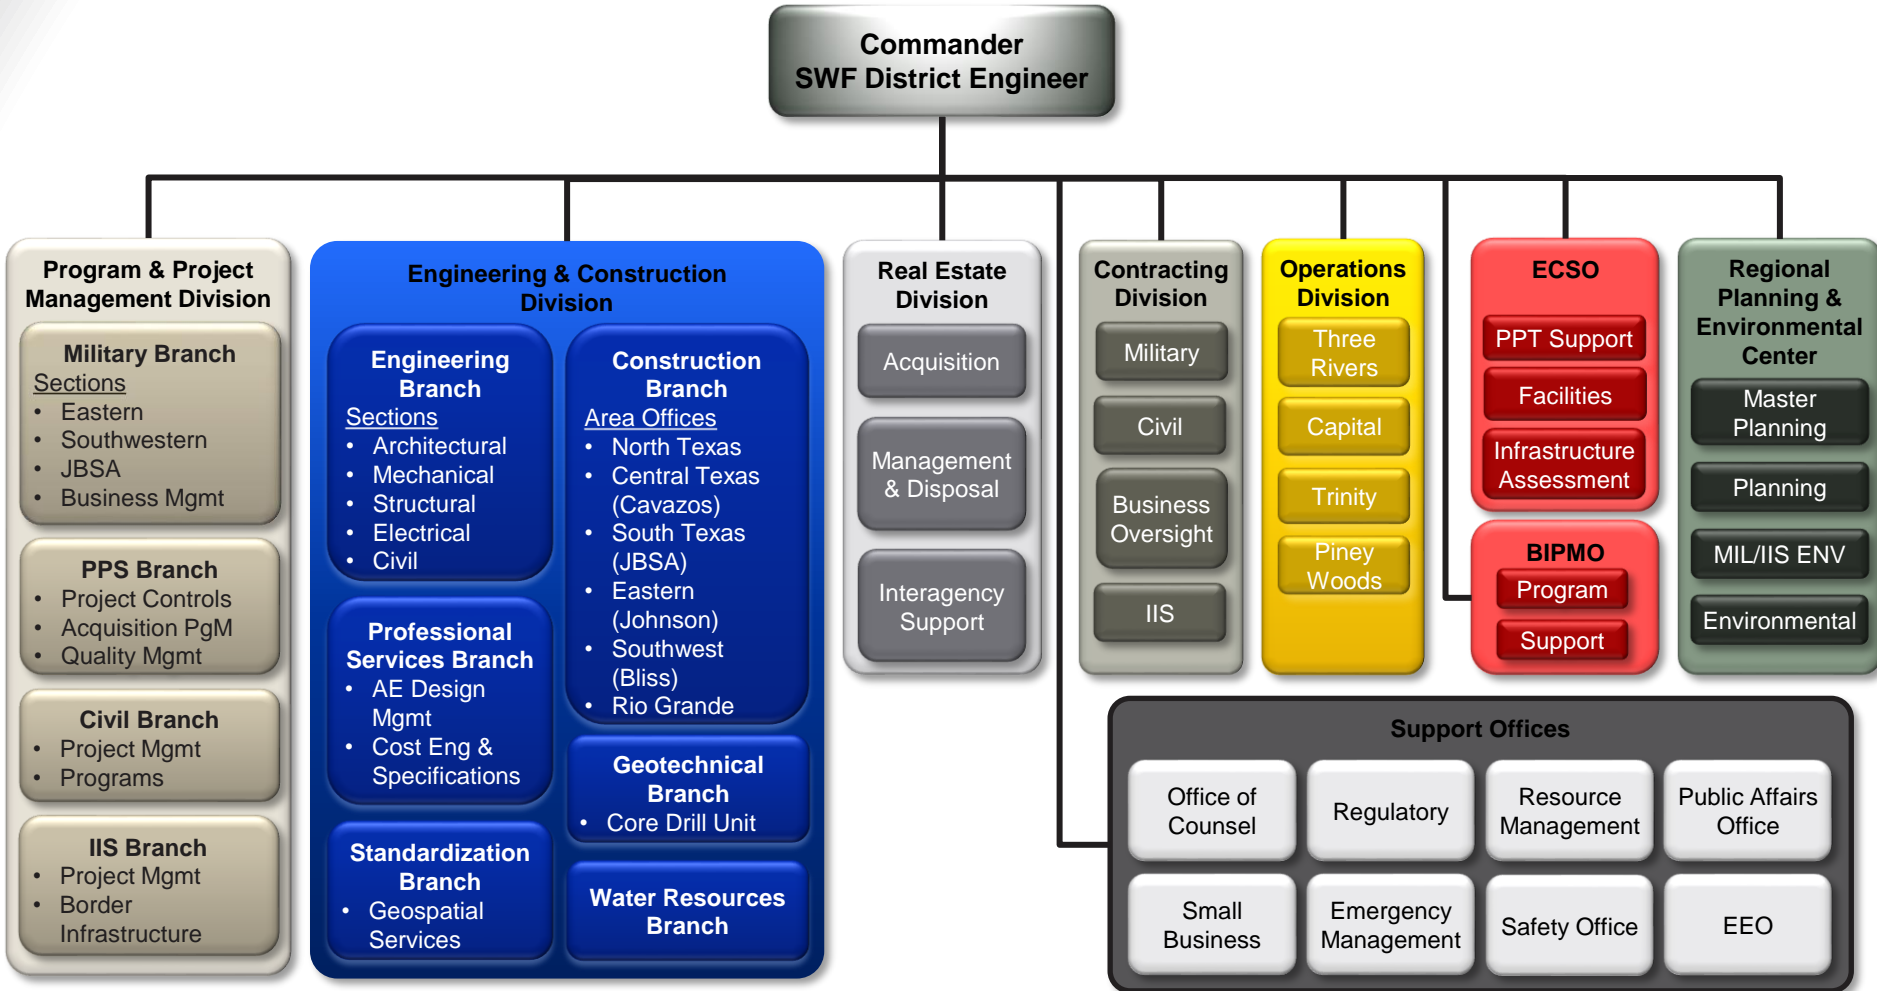 Commander
SWF District Engineer
Program & Project
Management Division
Military Branch
Sections
• Eastern
• Southwestern
• JBSA
• Business Mgmt
PPS Branch
• Project Controls
• Acquisition PgM
• Quality Mgmt
Civil Branch
• Project Mgmt
• Programs
IIS Branch
• Project Mgmt
• Border
Infrastructure
Engineering & Construction
Division
Engineering
Branch
Sections
• Architectural
• Mechanical
• Structural
• Electrical
• Civil
Professional
Services Branch
• AE Design
Mgmt
• Cost Eng &
Specifications
Standardization
Branch
• Geospatial
Services
Construction
Branch
Area Offices
• North Texas
• Central Texas
(Cavazos)
• South Texas
(JBSA)
• Eastern
(Johnson)
• Southwest
(Bliss)
• Rio Grande
Geotechnical
Branch
• Core Drill Unit
Water Resources
Branch
Real Estate
Division
Acquisition
Management
& Disposal
Interagency
Support
Contracting
Division
Military
Civil
Business
Oversight
IIS
Operations
Division
Three
Rivers
Capital
Trinity
Piney
Woods
ECSO
PPT Support
Facilities
Infrastructure
Assessment
BIPMO
Program
Support
Regional
Planning &
Environmental
Center
Master
Planning
Planning
MIL/IIS ENV
Environmental
Support Offices
Office of
Counsel
Regulatory
Resource
Management
Public Affairs
Office
Small
Business
Emergency
Management
Safety Office
EEO